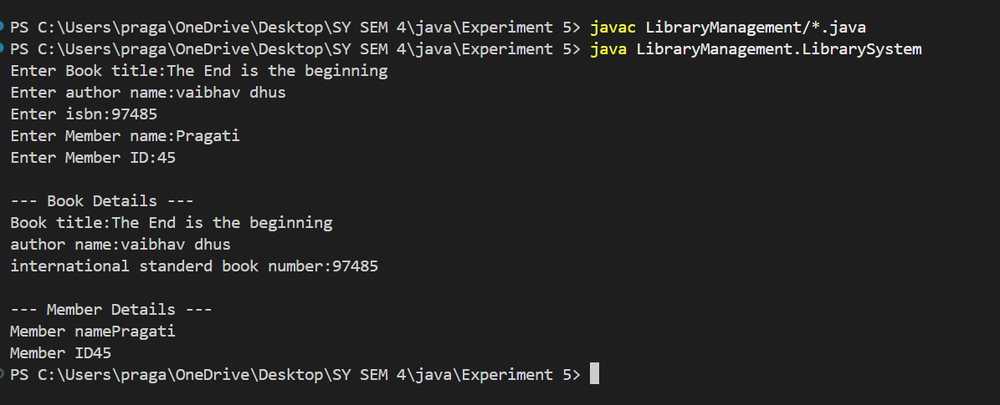 PS C:\Users\praga\OneDrive\Desktop\SY SEM 4\java\Experiment 5> javac LibraryManagement/*.java
PS C:\Users\praga\OneDrive\Desktop\SY SEM 4\java\Experiment 5> java LibraryManagement.LibrarySystem
Enter Book title:The End is the beginning
Enter author name:vaibhav dhus
Enter isbn:97485
Enter Member name:Pragati
Enter Member ID:45
--- Book Details ---
Book title:The End is the beginning
author name:vaibhav dhus
international standerd book number:97485
--- Member Details ---
Member namePragati
Member ID45
PS C:\Users\praga\OneDrive\Desktop\SY SEM 4\java\Experiment 5>